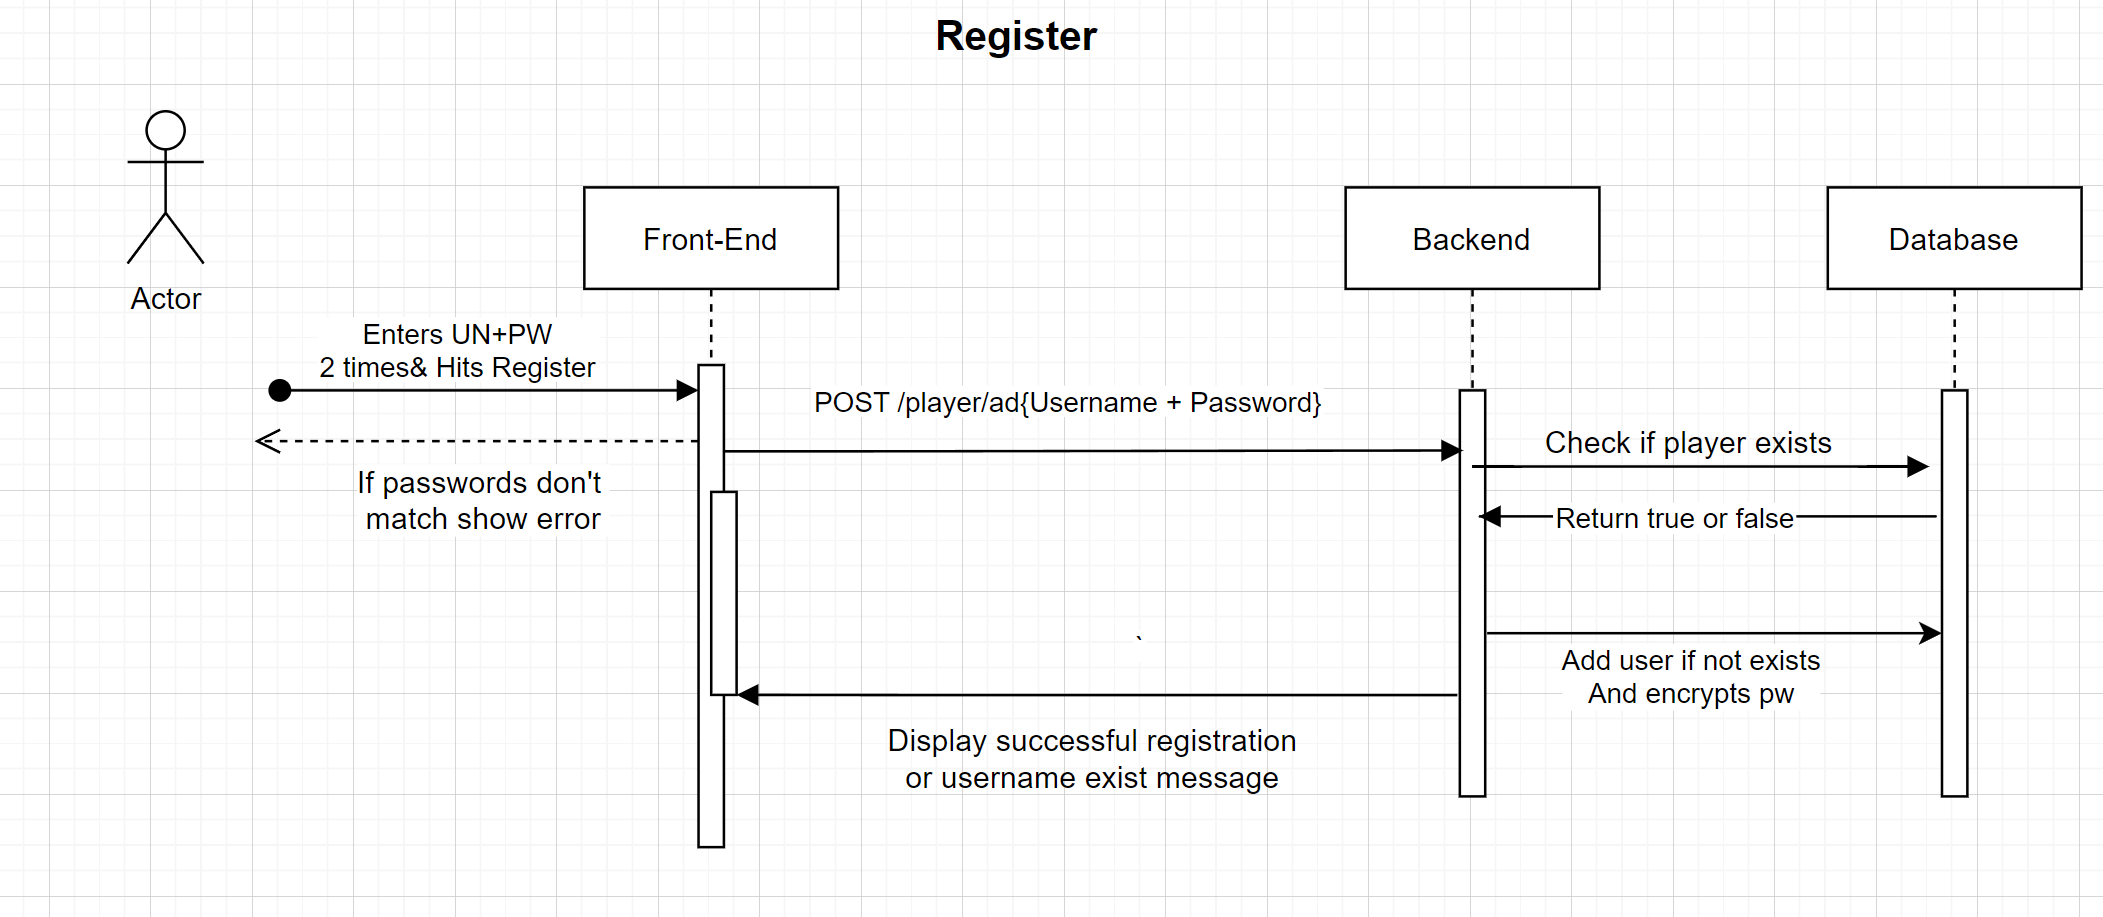 Register
Actor
Front-End
Backend
Database
Enters UN+PW
2 times& Hits Register
POST /player/ad{Username + Password}
If passwords don't
match show error
Check if player exists
Return true or false
`
Add user if not exists
And encrypts pw
Display successful registration
or username exist message